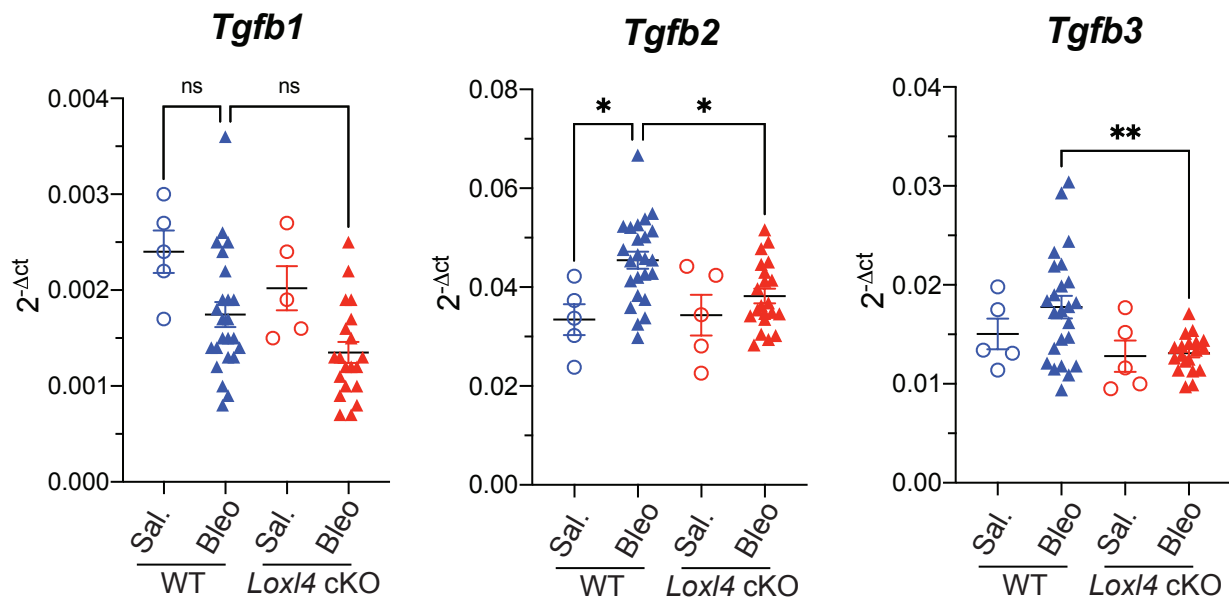 Tgfb1
ns
ns
0.004
0.003
0.002
0.001
0.000
2^-Δct
Sal.
Bleo
Sal.
Bleo
WT
Loxl4 cKO
Tgfb2
*
*
0.08
0.06
0.04
0.02
0.00
2^-Δct
Sal.
Bleo
Sal.
Bleo
WT
Loxl4 cKO
Tgfb3
**
0.04
0.03
0.02
0.01
0.00
2^-Δct
Sal.
Bleo
Sal.
Bleo
WT
Loxl4 cKO